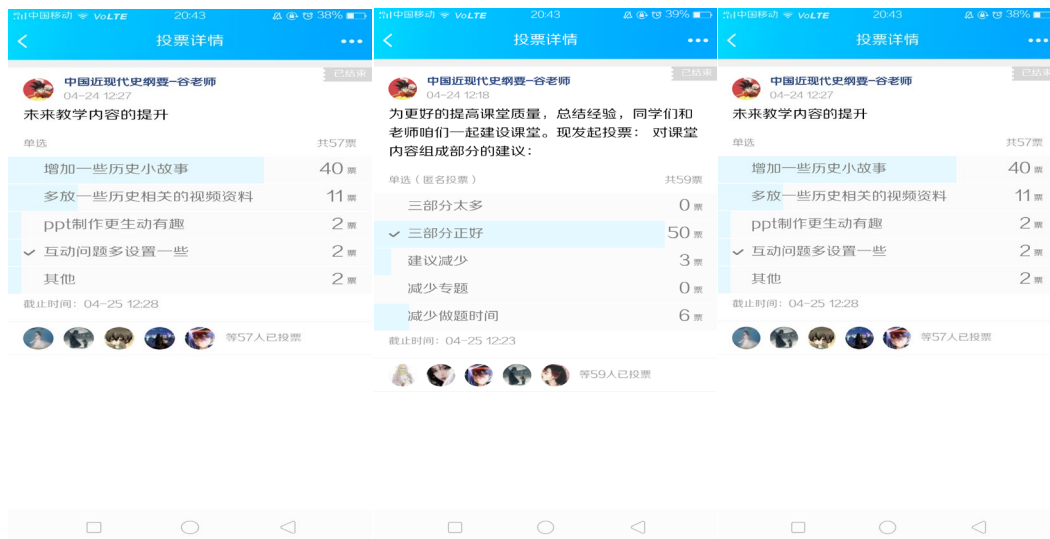 中国移动 VoLTE 20:43 38%
投票详情
已结束
中国近现代史纲要-谷老师
04-24 12:27
未来教学内容的提升
单选 共57票
增加一些历史小故事 40票
多放一些历史相关的视频资料 11票
ppt制作更生动有趣 2票
互动问题多设置一些 2票
其他 2票
截止时间：04-25 12:28
等57人已投票
中国移动 VoLTE 20:43 39%
投票详情
已结束
中国近现代史纲要-谷老师
04-24 12:18
为更好的提高课堂质量，总结经验，同学们和
老师咱们一起建设课堂。现发起投票： 对课堂
内容组成部分的建议：
单选（匿名投票） 共59票
三部分太多 0票
三部分正好 50票
建议减少 3票
减少专题 0票
减少做题时间 6票
截止时间：04-25 12:23
等59人已投票
中国移动 VoLTE 20:43 38%
投票详情
已结束
中国近现代史纲要-谷老师
04-24 12:27
未来教学内容的提升
单选 共57票
增加一些历史小故事 40票
多放一些历史相关的视频资料 11票
ppt制作更生动有趣 2票
互动问题多设置一些 2票
其他 2票
截止时间：04-25 12:28
等57人已投票